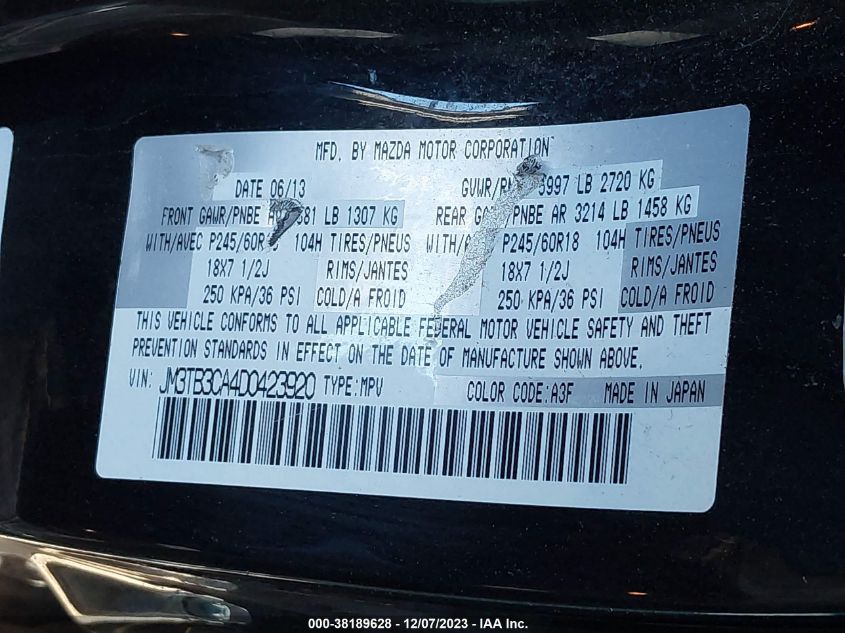 MFD. BY MAZDA MOTOR CORPORATION
DATE 06/13 GVWR/ 5997 LB 2720 KG
FRONT GAWR/PNBE LB 1307 KG REAR /PNBE AR 3214 LB 1458 KG
WITH/AVEC 104H TIRES/PNEUS P245/60R18 104H TIRES/PNEUS
18X7 1/2J RIMS/JANTES 18X7 1/2J RIMS/JANTES
250 KPA/36 PSI COLD/A FROID 250 KPA/36 PSI COLD/A FROID
THIS VEHICLE CONFORMS TO ALL APPLICABLE FEDERAL MOTOR VEHICLE SAFETY AND THEFT
PREVENTION STANDARDS IN EFFECT ON THE DATE OF MANUFACTURE SHOWN ABOVE.
VIN: JM3TB3CA4D0423920 TYPE:MPV COLOR CODE:A3F MADE IN JAPAN
000-38189628 - 12/07/2023 - IAA Inc.